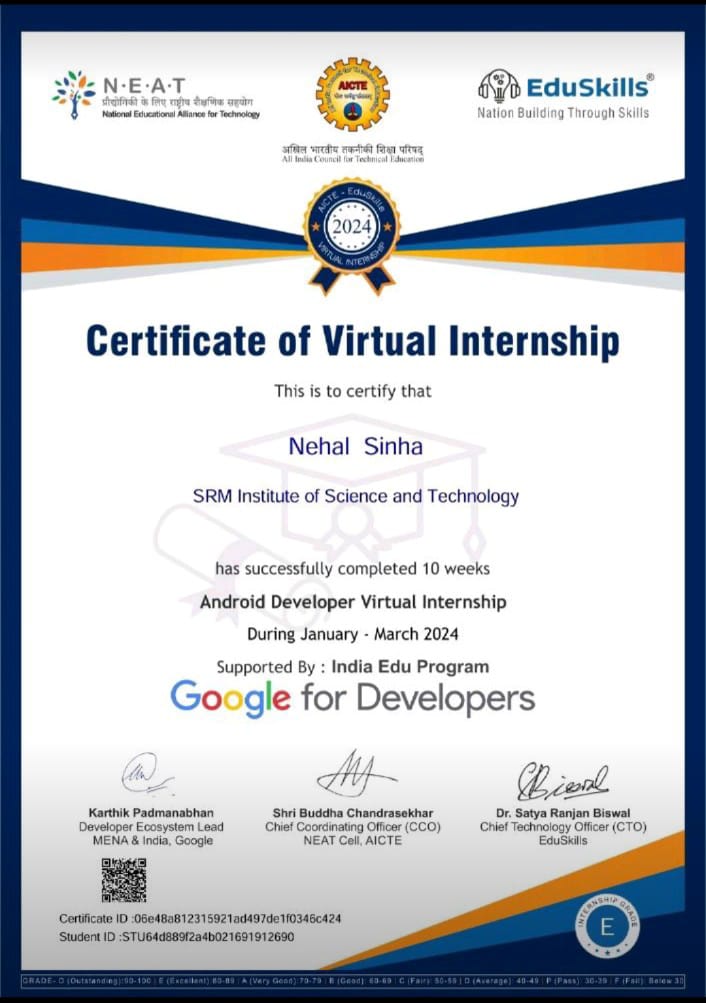 N·E·A·T
प्रौद्योगिकी के लिए राष्ट्रीय शैक्षणिक सहयोग
National Educational Alliance for Technology
AICTE
अखिल भारतीय तकनीकी शिक्षा परिषद्
All India Council for Technical Education
EduSkills®
Nation Building Through Skills
AICTE - EduSkills
2024
VIRTUAL INTERNSHIP
Certificate of Virtual Internship
This is to certify that
Nehal Sinha
SRM Institute of Science and Technology
has successfully completed 10 weeks
Android Developer Virtual Internship
During January - March 2024
Supported By : India Edu Program
Google for Developers
Karthik Padmanabhan
Developer Ecosystem Lead
MENA & India, Google
Shri Buddha Chandrasekhar
Chief Coordinating Officer (CCO)
NEAT Cell, AICTE
Dr. Satya Ranjan Biswal
Chief Technology Officer (CTO)
EduSkills
Certificate ID :06e48a812315921ad497de1f0346c424
Student ID :STU64d889f2a4b021691912690
INTERNSHIP GRADE
E
GRADE- O (Outstanding):90-100 | E (Excellent):80-89 | A (Very Good):70-79 | B (Good): 60-69 | C (Fair): 50-59 | D (Average): 40-49 | P (Pass): 30-39 | F (Fail): Below 30